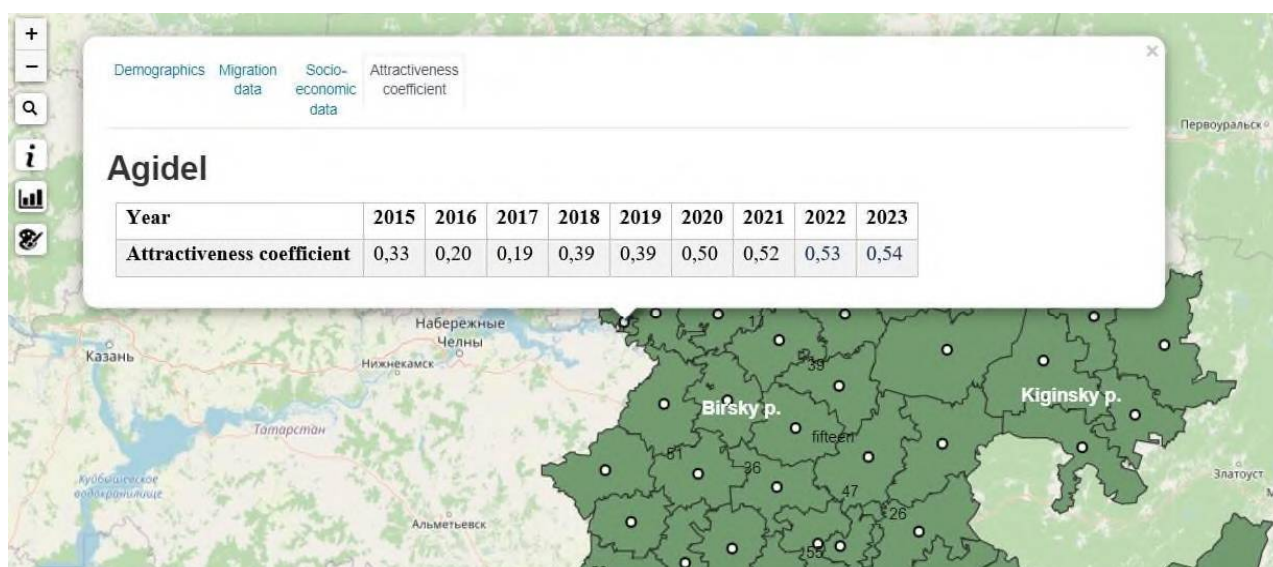 +
−
Demographics Migration data Socio-economic data Attractiveness coefficient
×
Agidel
Year 2015 2016 2017 2018 2019 2020 2021 2022 2023
Attractiveness coefficient 0,33 0,20 0,19 0,39 0,39 0,50 0,52 0,53 0,54
i
Первоуральск
Набережные
Челны
Казань
Нижнекамск
39
Kiginsky p.
Birsky p.
Татарстан
fifteen
51
36
Куйбышевское
водохранилище
Златоуст
47
26
Альметьевск
55